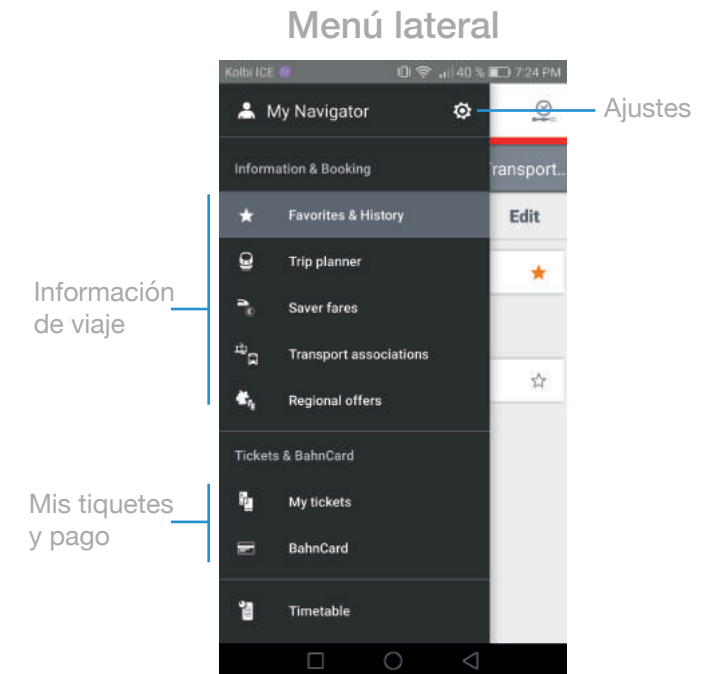 Menú lateral
Kolbi ICE 40 % 7:24 PM
My Navigator
Ajustes
Information & Booking
Transport..
Favorites & History
Edit
Trip planner
Información
de viaje
Saver fares
Transport associations
Regional offers
Tickets & BahnCard
Mis tiquetes
y pago
My tickets
BahnCard
Timetable